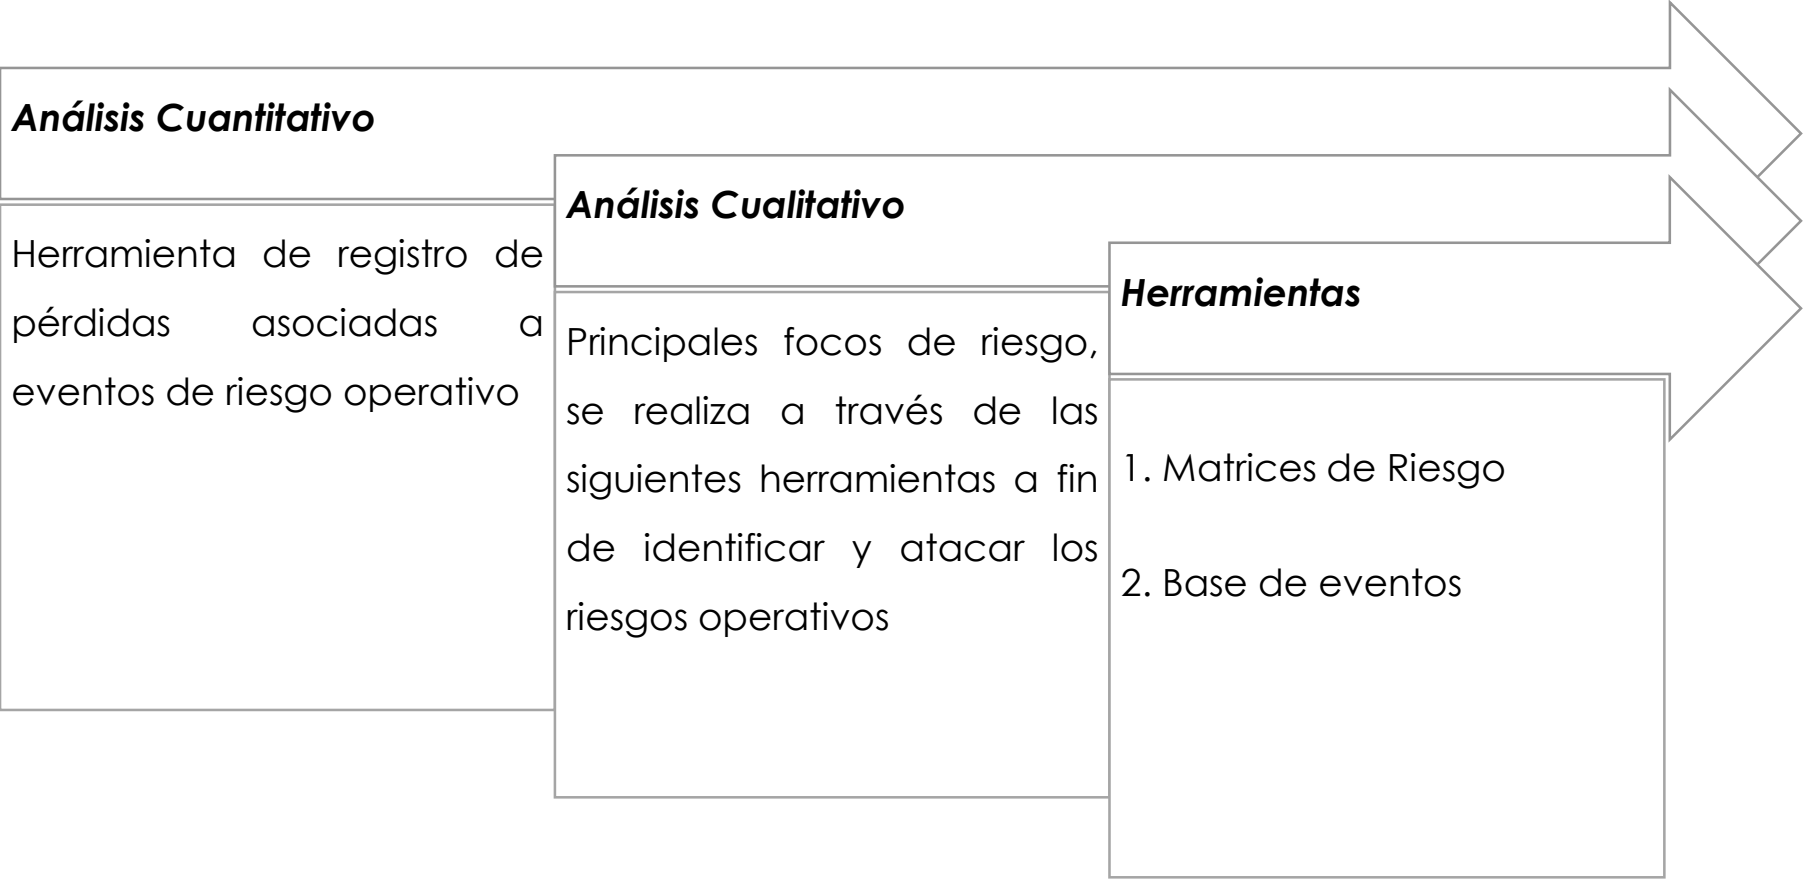 Análisis Cuantitativo
Herramienta de registro de
pérdidas asociadas a
eventos de riesgo operativo
Análisis Cualitativo
Principales focos de riesgo,
se realiza a través de las
siguientes herramientas a fin
de identificar y atacar los
riesgos operativos
Herramientas
1. Matrices de Riesgo
2. Base de eventos